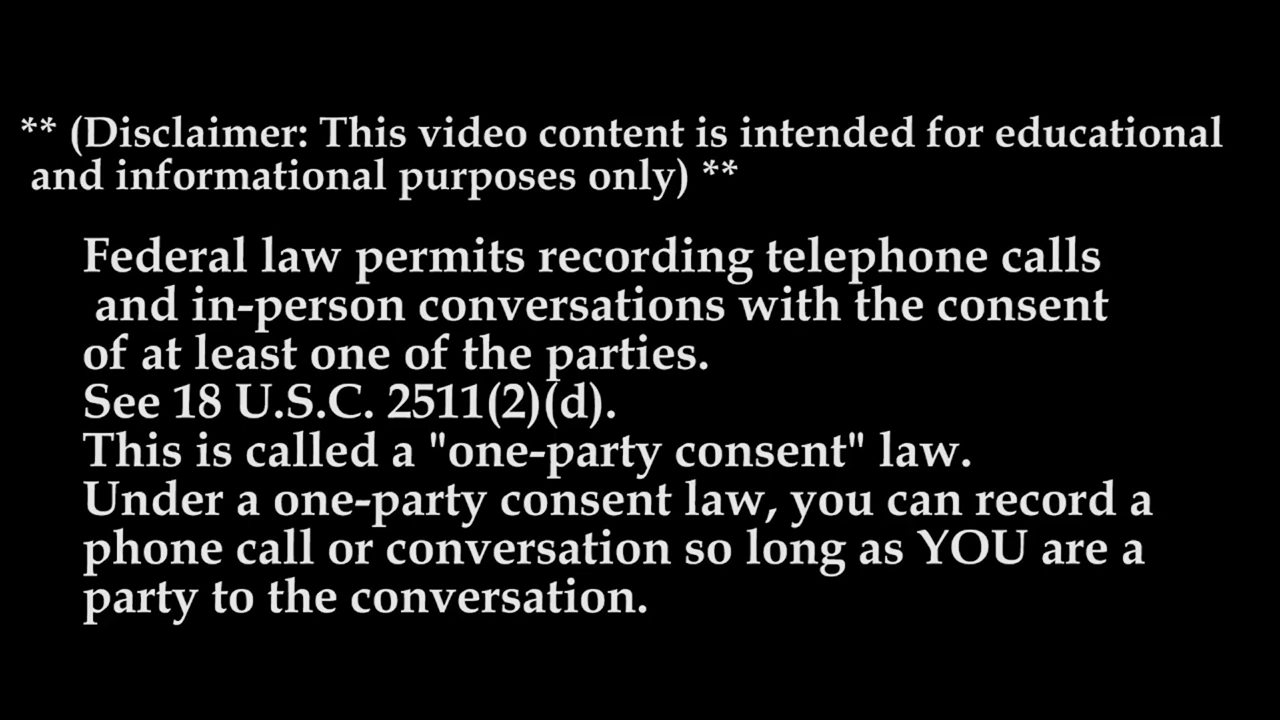 ** (Disclaimer: This video content is intended for educational
and informational purposes only) **
Federal law permits recording telephone calls
and in-person conversations with the consent
of at least one of the parties.
See 18 U.S.C. 2511(2)(d).
This is called a "one-party consent" law.
Under a one-party consent law, you can record a
phone call or conversation so long as YOU are a
party to the conversation.